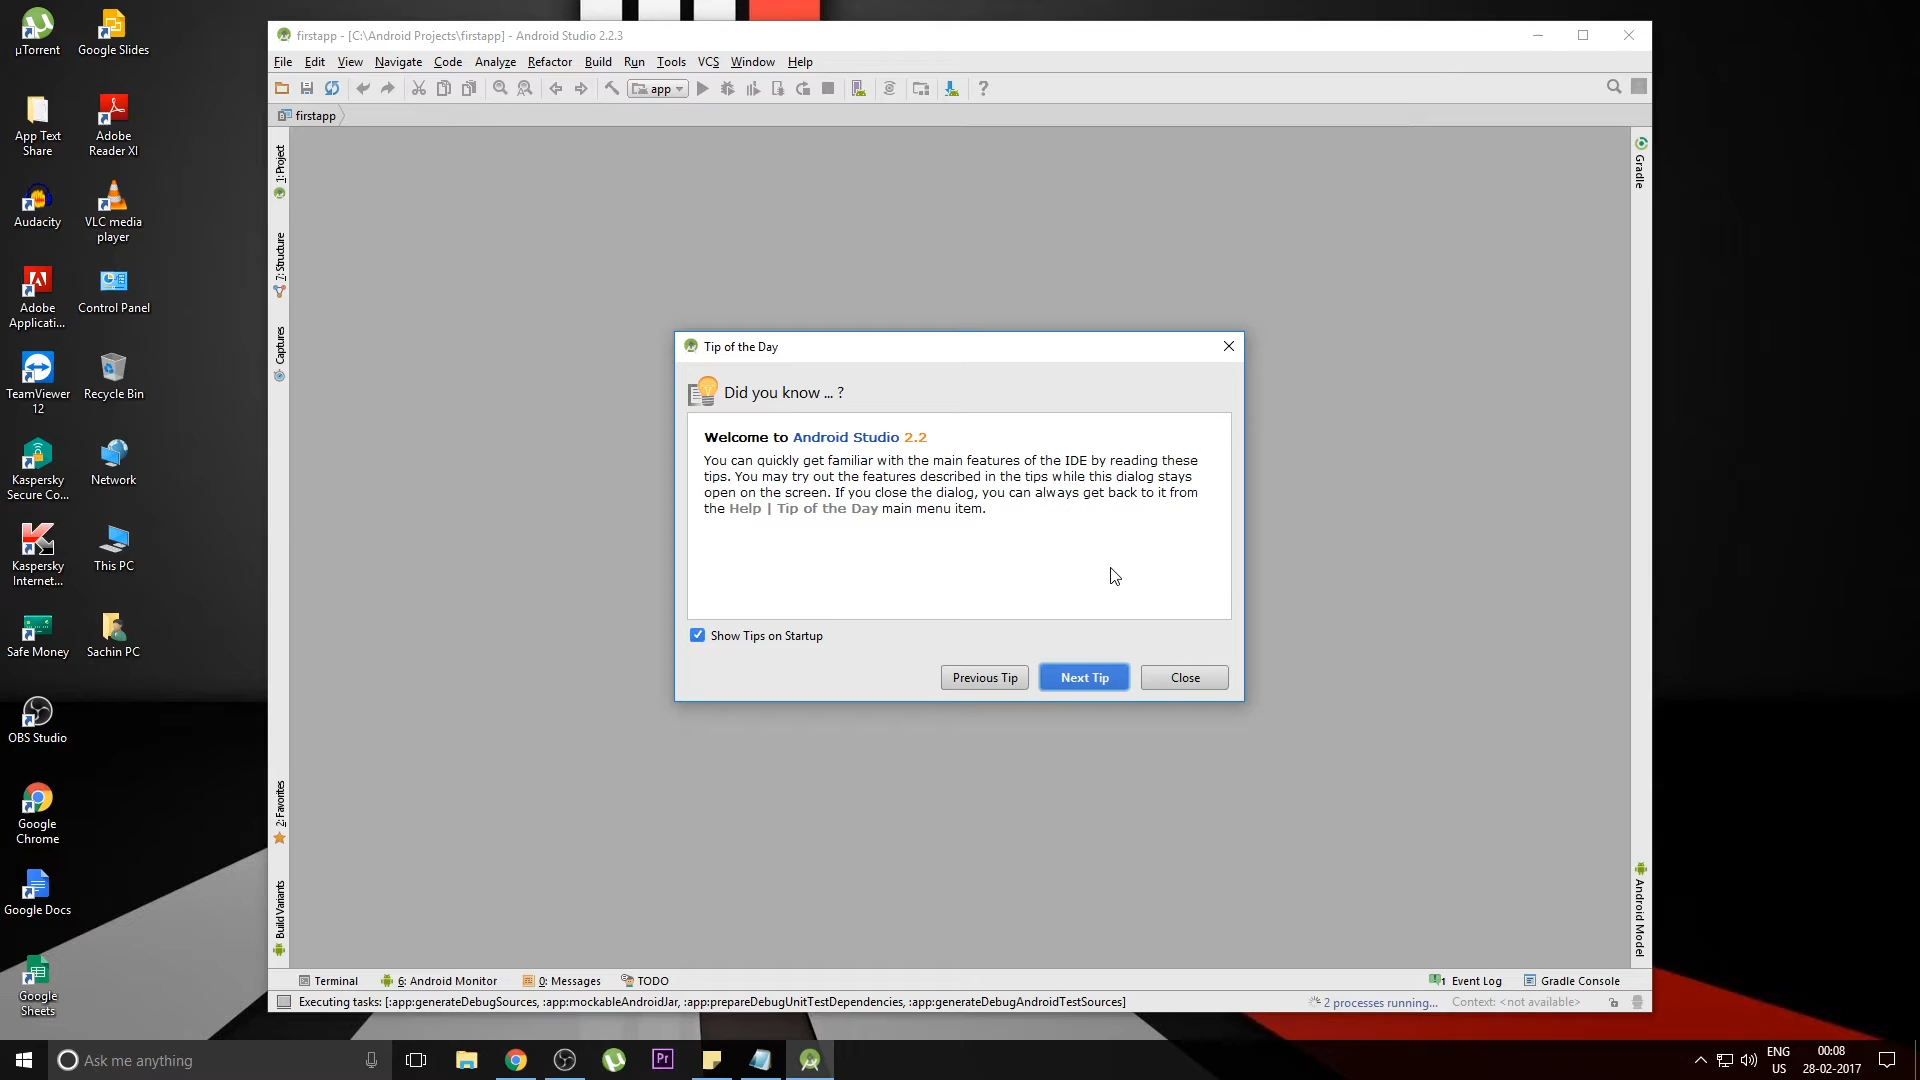 µTorrent
Google Slides
App Text
Share
Adobe
Reader XI
Audacity
VLC media
player
Adobe
Applicati...
Control Panel
TeamViewer
12
Recycle Bin
Kaspersky
Secure Co...
Network
Kaspersky
Internet...
This PC
Safe Money
Sachin PC
OBS Studio
Google
Chrome
Google Docs
Google
Sheets
firstapp - [C:\Android Projects\firstapp] - Android Studio 2.2.3
File Edit View Navigate Code Analyze Refactor Build Run Tools VCS Window Help
app
firstapp
1: Project
7: Structure
Captures
2: Favorites
Build Variants
Gradle
Android Model
Tip of the Day
Did you know ... ?
Welcome to Android Studio 2.2
You can quickly get familiar with the main features of the IDE by reading these
tips. You may try out the features described in the tips while this dialog stays
open on the screen. If you close the dialog, you can always get back to it from
the Help | Tip of the Day main menu item.
Show Tips on Startup
Previous Tip Next Tip Close
Terminal 6: Android Monitor 0: Messages TODO 1 Event Log Gradle Console
Executing tasks: [:app:generateDebugSources, :app:mockableAndroidJar, :app:prepareDebugUnitTestDependencies, :app:generateDebugAndroidTestSources] 2 processes running... Context: <not available>
Ask me anything
Pr
ENG
US
00:08
28-02-2017